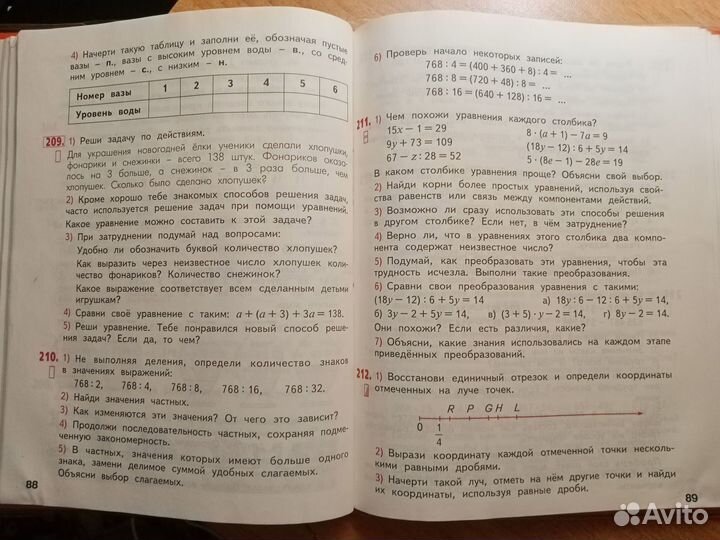 4) Начерти такую таблицу и заполни её, обозначая пустые
вазы – п., вазы с высоким уровнем воды – в., со сред-
ним уровнем – с., с низким – н.
Номер вазы 1 2 3 4 5 6
Уровень воды
209. 1) Реши задачу по действиям.
Для украшения новогодней ёлки ученики сделали хлопушки,
фонарики и снежинки – всего 138 штук. Фонариков оказа-
лось на 3 больше, а снежинок – в 3 раза больше, чем
хлопушек. Сколько было сделано хлопушек?
2) Кроме хорошо тебе знакомых способов решения задач,
часто используется решение задач при помощи уравнений.
Какое уравнение можно составить к этой задаче?
3) При затруднении подумай над вопросами:
Удобно ли обозначить буквой количество хлопушек?
Как выразить через неизвестное число хлопушек коли-
чество фонариков? Количество снежинок?
Какое выражение соответствует всем сделанным детьми
игрушкам?
4) Сравни своё уравнение с таким: a + (a + 3) + 3a = 138.
5) Реши уравнение. Тебе понравился новый способ реше-
ния задач? Если да, то чем?
210. 1) Не выполняя деления, определи количество знаков
в значениях выражений:
768 : 2, 768 : 4, 768 : 8, 768 : 16, 768 : 32.
2) Найди значения частных.
3) Как изменяются эти значения? От чего это зависит?
4) Продолжи последовательность частных, сохраняя подме-
ченную закономерность.
5) В частных, значения которых имеют больше одного
знака, замени делимое суммой удобных слагаемых.
Объясни выбор слагаемых.
88
6) Проверь начало некоторых записей:
768 : 4 = (400 + 360 + 8) : 4 = ...
768 : 8 = (720 + 48) : 8 = ...
768 : 16 = (640 + 128) : 16 = ...
211. 1) Чем похожи уравнения каждого столбика?
15x – 1 = 29 8 · (a + 1) – 7a = 9
9y + 73 = 109 (18y – 12) : 6 + 5y = 14
67 – z : 28 = 52 5 · (8e – 1) – 28e = 19
В каком столбике уравнения проще? Объясни свой выбор.
2) Найди корни более простых уравнений, используя свой-
ства равенств или связь между компонентами действий.
3) Возможно ли сразу использовать эти способы решения
в другом столбике? Если нет, в чём затруднение?
4) Верно ли, что в уравнениях этого столбика два компо-
нента содержат неизвестное число?
5) Подумай, как преобразовать эти уравнения, чтобы эта
трудность исчезла. Выполни такие преобразования.
6) Сравни свои преобразования уравнения с такими:
(18y – 12) : 6 + 5y = 14 а) 18y : 6 – 12 : 6 + 5y = 14,
б) 3y – 2 + 5y = 14, в) (3 + 5) · y – 2 = 14, г) 8y – 2 = 14.
Они похожи? Если есть различия, какие?
7) Объясни, какие знания использовались на каждом этапе
приведённых преобразований.
212. 1) Восстанови единичный отрезок и определи координаты
отмеченных на луче точек.
R P G H L
0 1/4
2) Вырази координату каждой отмеченной точки несколь-
кими равными дробями.
3) Начерти такой луч, отметь на нём другие точки и найди
их координаты, используя равные дроби.
89
Avito